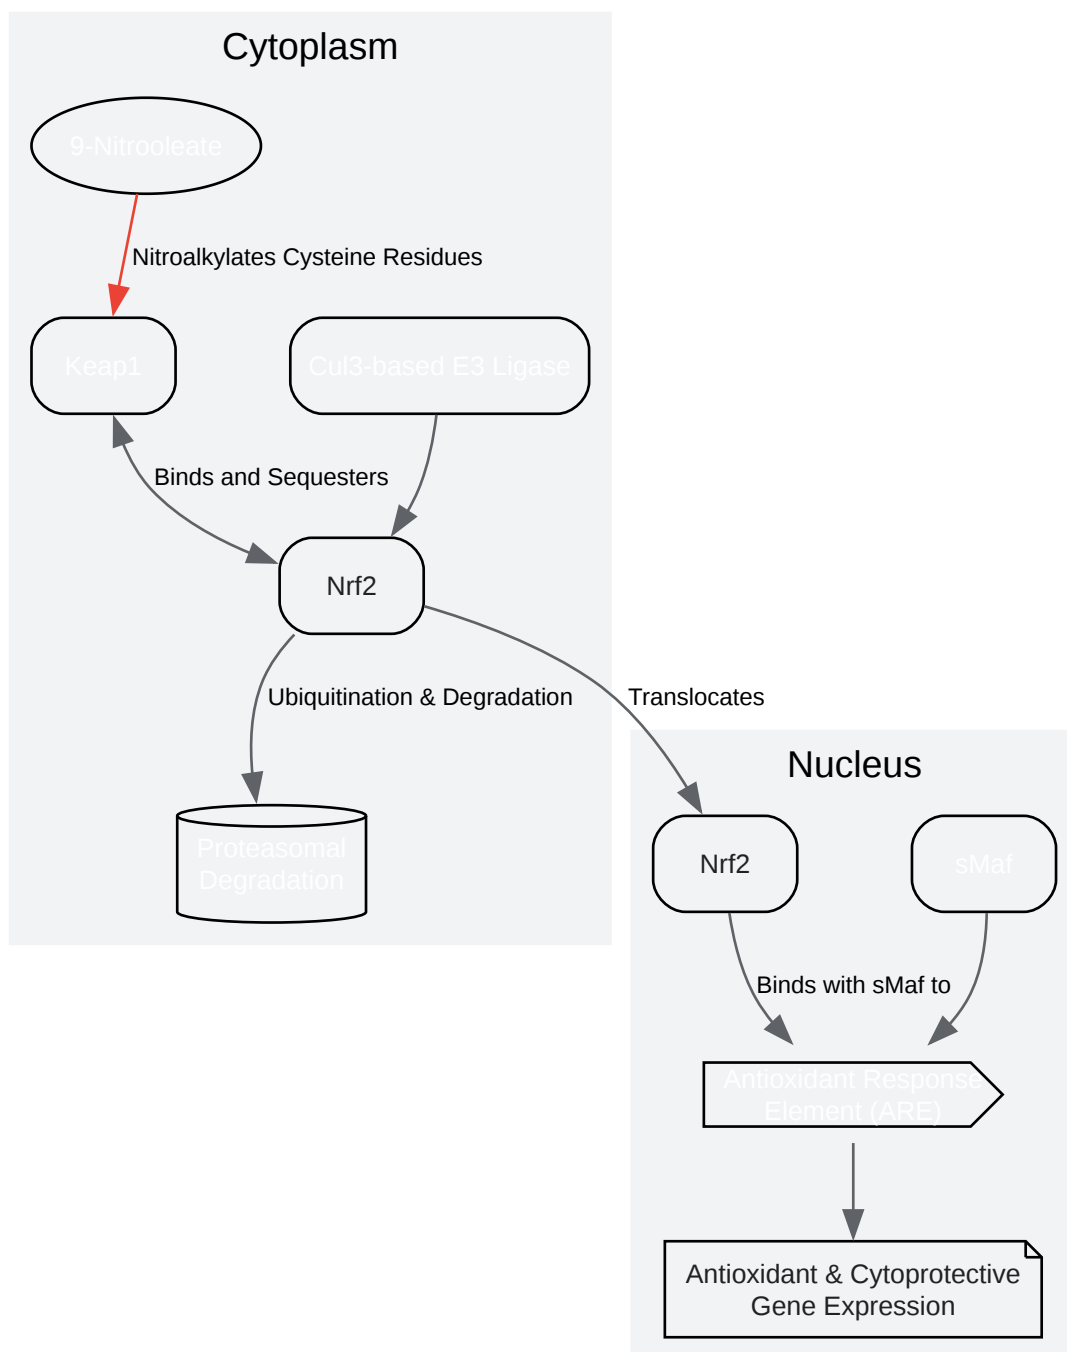 Cytoplasm
9-Nitrooleate
Nitroalkylates Cysteine Residues
Keap1
Cul3-based E3 Ligase
Binds and Sequesters
Nrf2
Ubiquitination & Degradation
Translocates
Nucleus
Proteasomal
Degradation
Nrf2
sMaf
Binds with sMaf to
Antioxidant Response
Element (ARE)
Antioxidant & Cytoprotective
Gene Expression